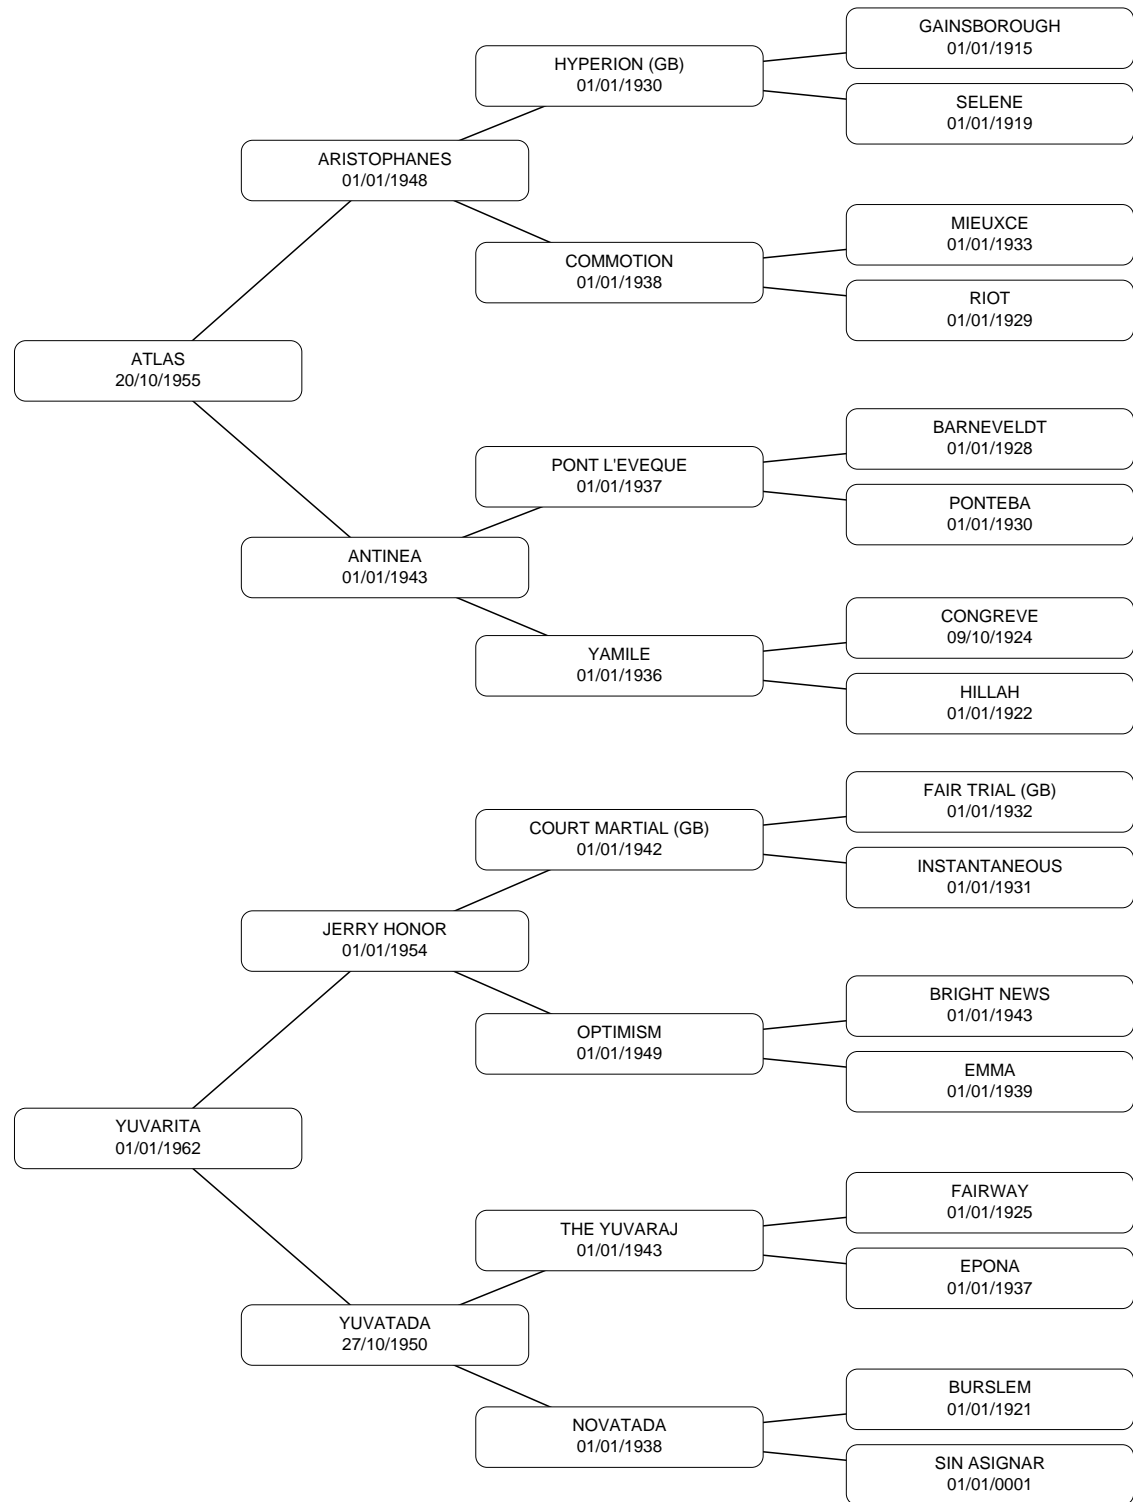 GAINSBOROUGH
01/01/1915
HYPERION (GB)
01/01/1930
SELENE
01/01/1919
ARISTOPHANES
01/01/1948
MIEUXCE
01/01/1933
COMMOTION
01/01/1938
RIOT
01/01/1929
ATLAS
20/10/1955
BARNEVELDT
01/01/1928
PONT L'EVEQUE
01/01/1937
PONTEBA
01/01/1930
ANTINEA
01/01/1943
CONGREVE
09/10/1924
YAMILE
01/01/1936
HILLAH
01/01/1922
FAIR TRIAL (GB)
01/01/1932
COURT MARTIAL (GB)
01/01/1942
INSTANTANEOUS
01/01/1931
JERRY HONOR
01/01/1954
BRIGHT NEWS
01/01/1943
OPTIMISM
01/01/1949
EMMA
01/01/1939
YUVARITA
01/01/1962
FAIRWAY
01/01/1925
THE YUVARAJ
01/01/1943
EPONA
01/01/1937
YUVATADA
27/10/1950
BURSLEM
01/01/1921
NOVATADA
01/01/1938
SIN ASIGNAR
01/01/0001